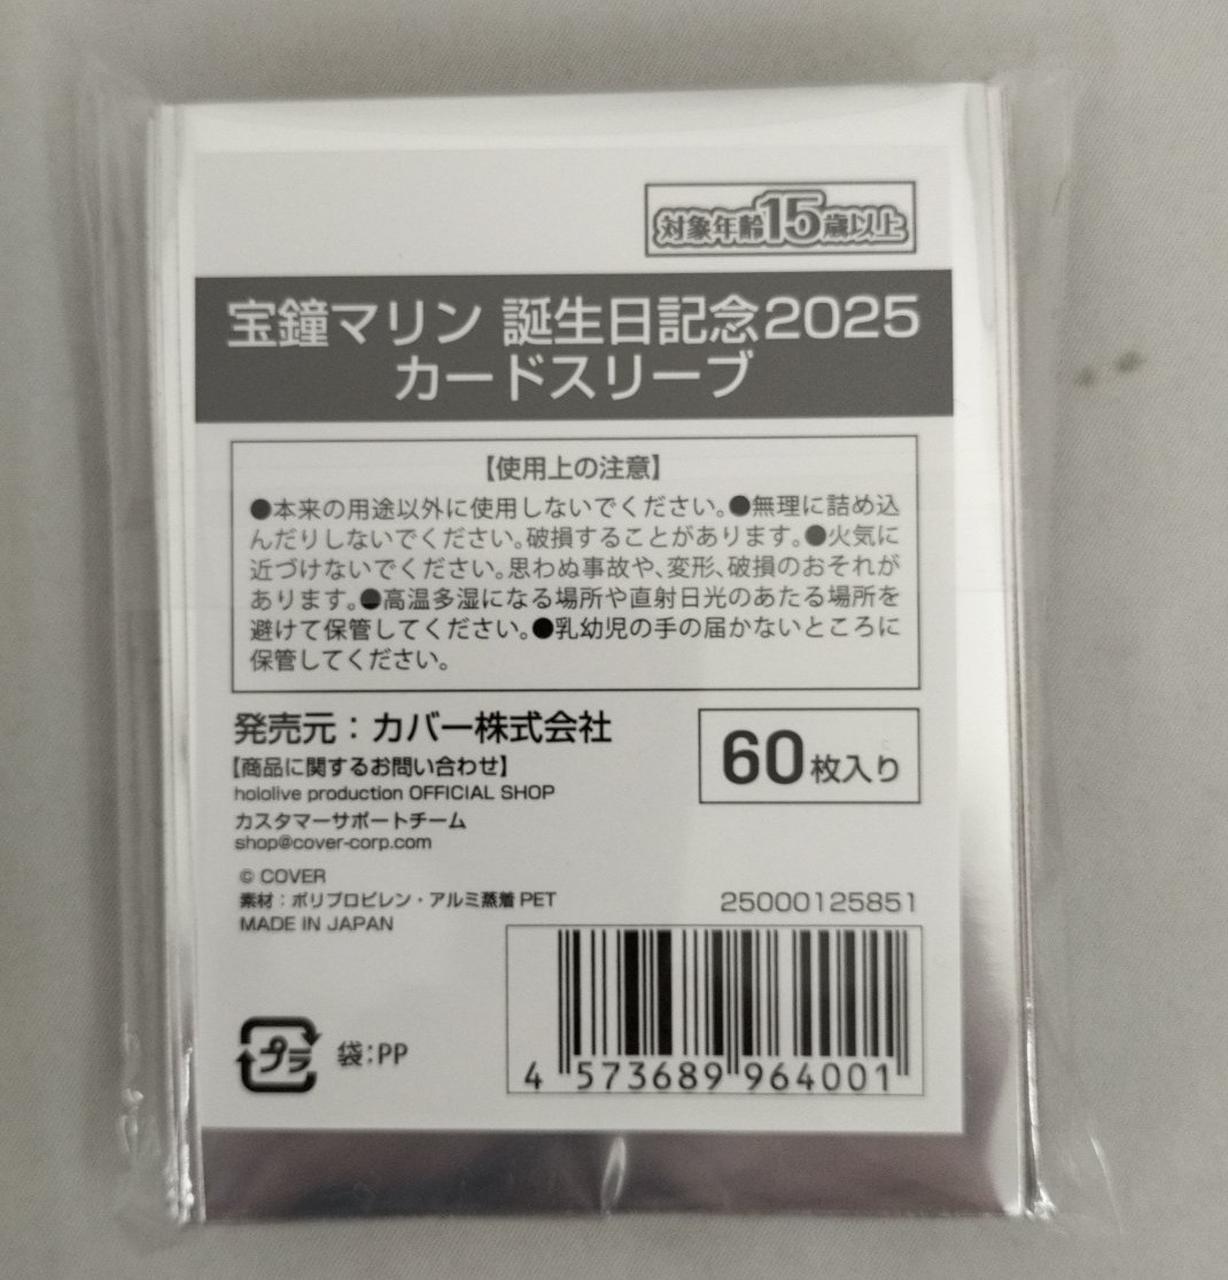 対象年齢15歳以上
宝鐘マリン 誕生日記念2025
カードスリーブ
【使用上の注意】
●本来の用途以外に使用しないでください。●無理に詰め込
んだりしないでください。破損することがあります。●火気に
近づけないでください。思わぬ事故や、変形、破損のおそれが
あります。●高温多湿になる場所や直射日光のあたる場所を
避けて保管してください。●乳幼児の手の届かないところに
保管してください。
発売元：カバー株式会社
【商品に関するお問い合わせ】
hololive production OFFICIAL SHOP
カスタマーサポートチーム
shop@cover-corp.com
60枚入り
© COVER
素材：ポリプロピレン・アルミ蒸着PET
MADE IN JAPAN
25000125851
プラ 袋：PP
4 573689 964001